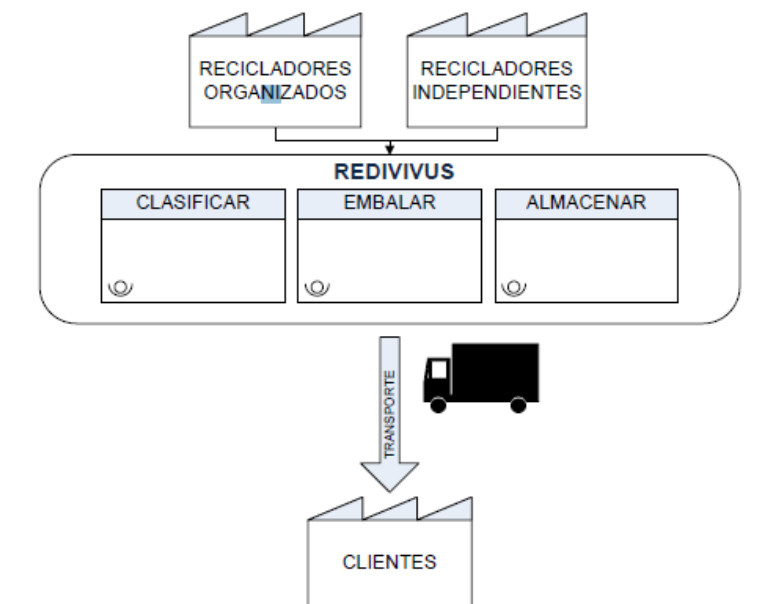 RECICLADORES
ORGANIZADOS
RECICLADORES
INDEPENDIENTES
REDIVIVUS
CLASIFICAR
EMBALAR
ALMACENAR
TRANSPORTE
CLIENTES